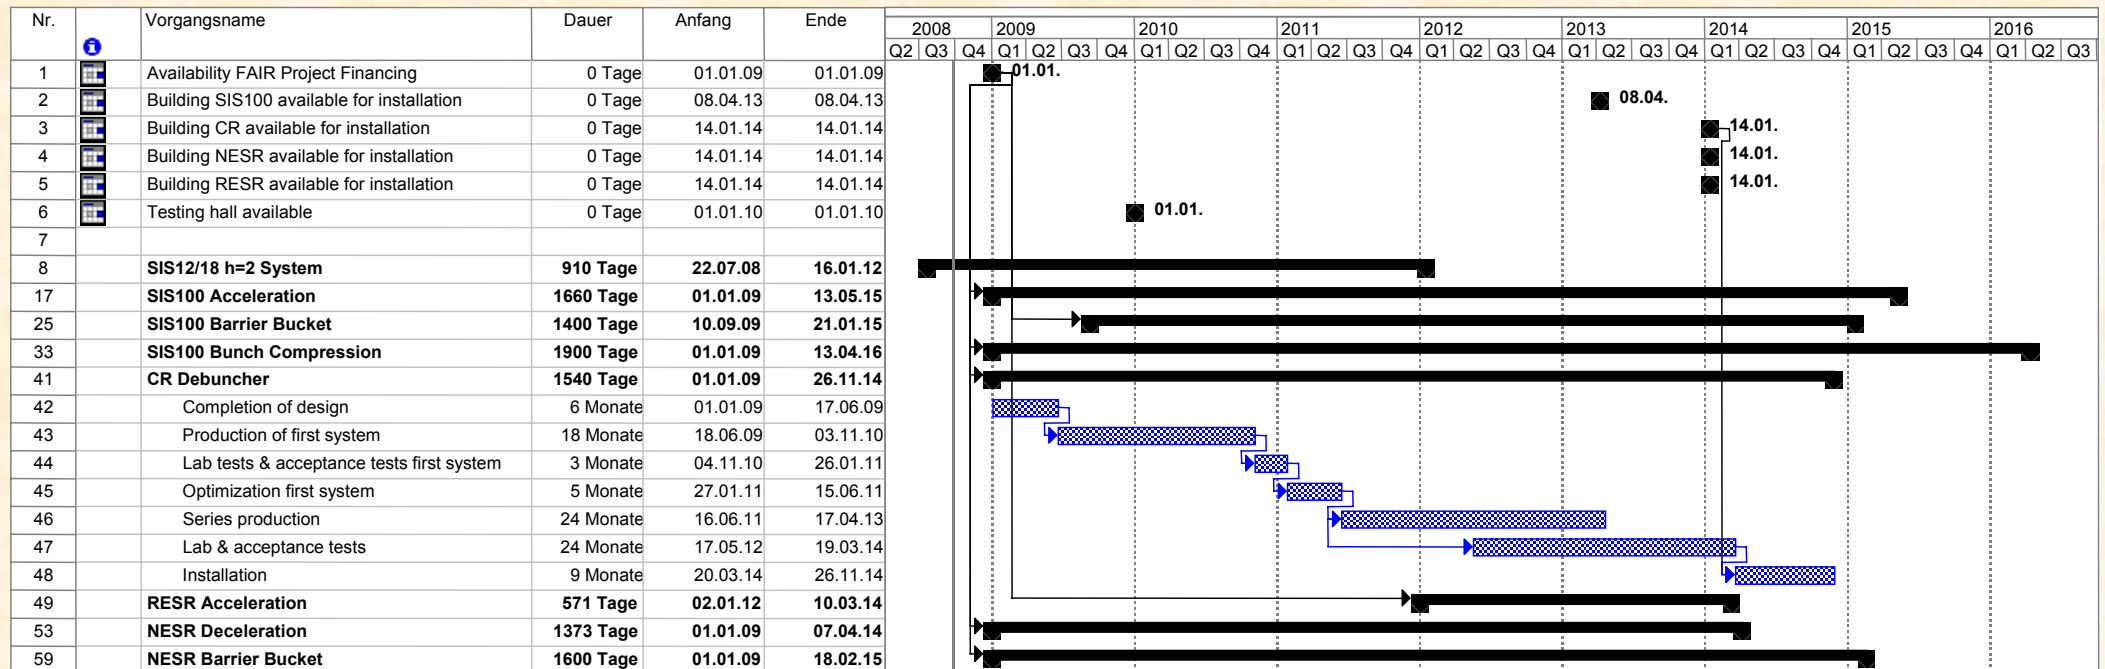 Nr. Vorgangsname Dauer Anfang Ende
2008 2009 2010 2011 2012 2013 2014 2015 2016
Q2 Q3 Q4 Q1 Q2 Q3 Q4 Q1 Q2 Q3 Q4 Q1 Q2 Q3 Q4 Q1 Q2 Q3 Q4 Q1 Q2 Q3 Q4 Q1 Q2 Q3 Q4 Q1 Q2 Q3 Q4 Q1 Q2 Q3
1 Availability FAIR Project Financing 0 Tage 01.01.09 01.01.09 01.01.
2 Building SIS100 available for installation 0 Tage 08.04.13 08.04.13 08.04.
3 Building CR available for installation 0 Tage 14.01.14 14.01.14 14.01.
4 Building NESR available for installation 0 Tage 14.01.14 14.01.14 14.01.
5 Building RESR available for installation 0 Tage 14.01.14 14.01.14 14.01.
6 Testing hall available 0 Tage 01.01.10 01.01.10 01.01.
7
8 SIS12/18 h=2 System 910 Tage 22.07.08 16.01.12
17 SIS100 Acceleration 1660 Tage 01.01.09 13.05.15
25 SIS100 Barrier Bucket 1400 Tage 10.09.09 21.01.15
33 SIS100 Bunch Compression 1900 Tage 01.01.09 13.04.16
41 CR Debuncher 1540 Tage 01.01.09 26.11.14
42 Completion of design 6 Monate 01.01.09 17.06.09
43 Production of first system 18 Monate 18.06.09 03.11.10
44 Lab tests & acceptance tests first system 3 Monate 04.11.10 26.01.11
45 Optimization first system 5 Monate 27.01.11 15.06.11
46 Series production 24 Monate 16.06.11 17.04.13
47 Lab & acceptance tests 24 Monate 17.05.12 19.03.14
48 Installation 9 Monate 20.03.14 26.11.14
49 RESR Acceleration 571 Tage 02.01.12 10.03.14
53 NESR Deceleration 1373 Tage 01.01.09 07.04.14
59 NESR Barrier Bucket 1600 Tage 01.01.09 18.02.15